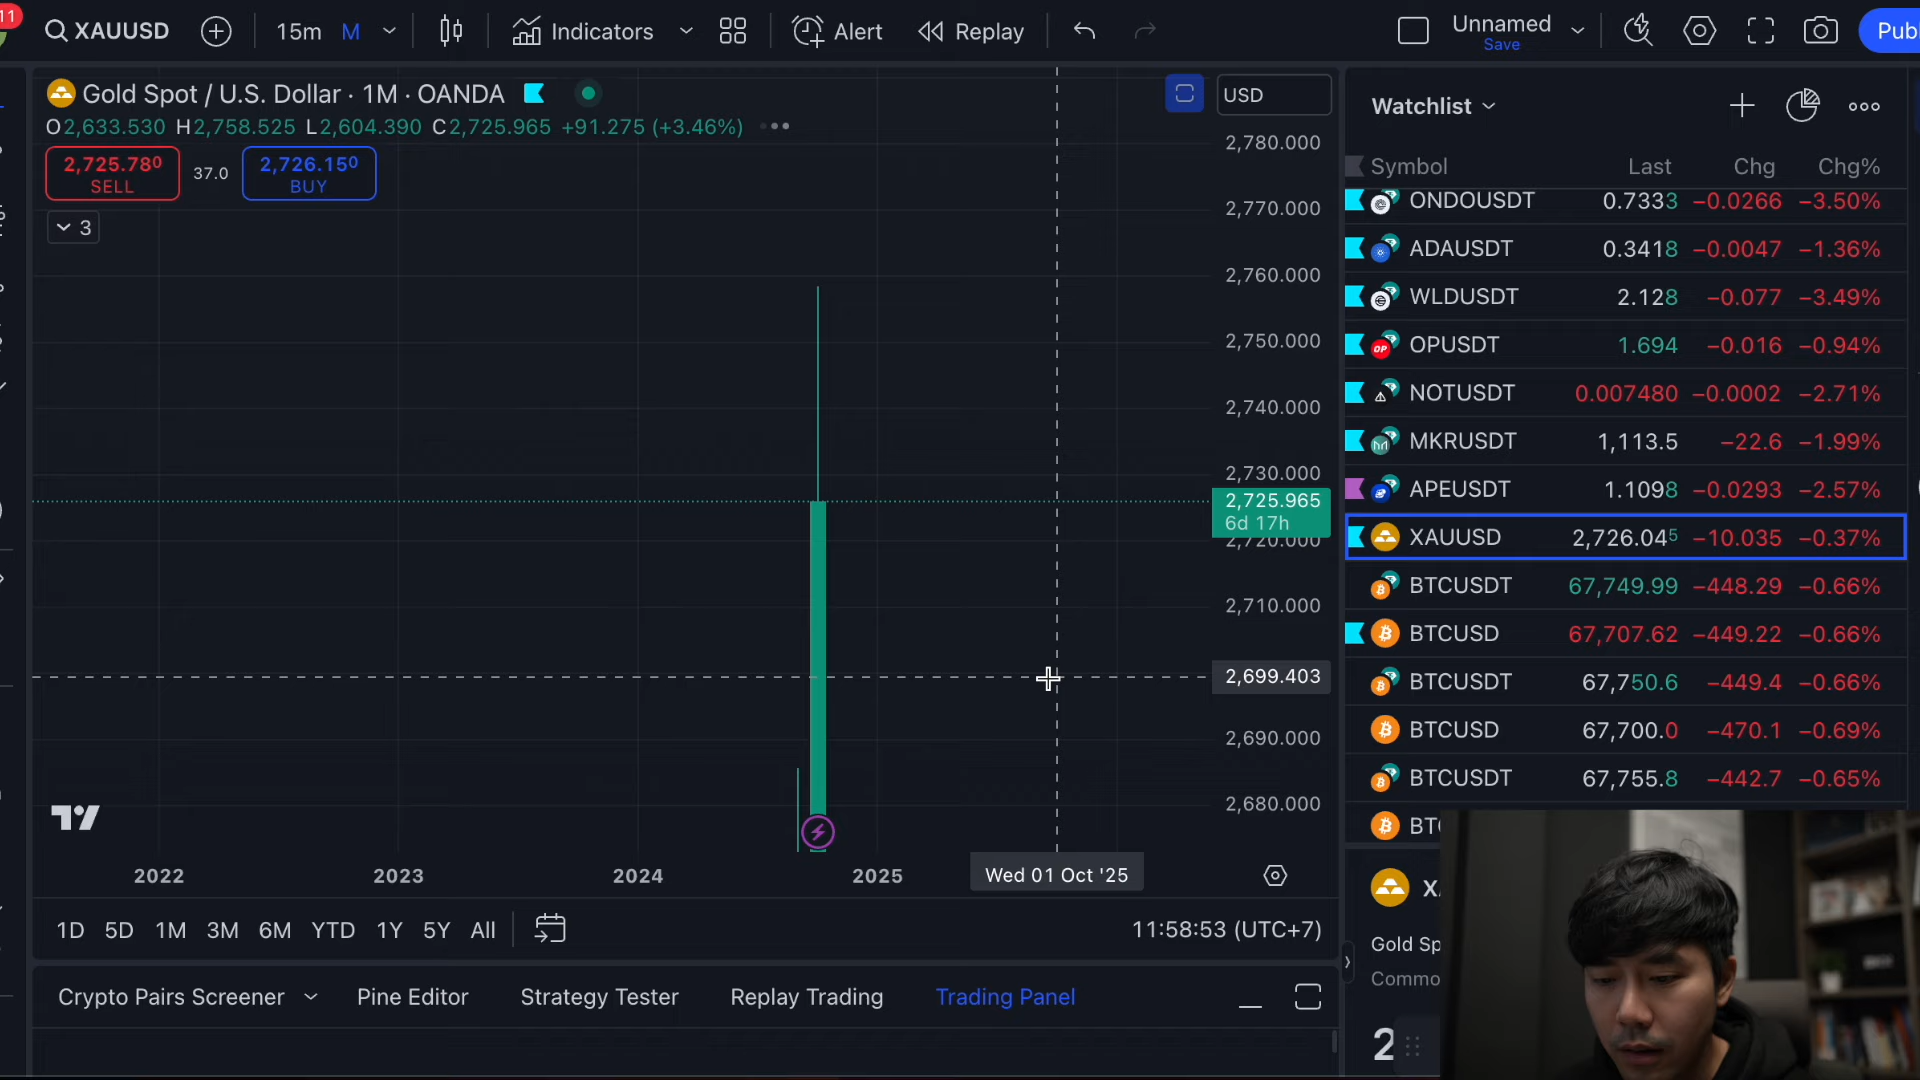 11
XAUUSD
15m M
Indicators
Alert
Replay
Unnamed
Save
Publ
Gold Spot / U.S. Dollar · 1M · OANDA
O2,633.530 H2,758.525 L2,604.390 C2,725.965 +91.275 (+3.46%)
2,725.780
SELL
37.0
2,726.150
BUY
3
USD
2,780.000
2,770.000
2,760.000
2,750.000
2,740.000
2,730.000
2,725.965
6d 17h
2,720.000
2,710.000
2,699.403
2,690.000
2,680.000
2022
2023
2024
2025
Wed 01 Oct '25
1D 5D 1M 3M 6M YTD 1Y 5Y All
11:58:53 (UTC+7)
Crypto Pairs Screener
Pine Editor
Strategy Tester
Replay Trading
Trading Panel
Watchlist
Symbol Last Chg Chg%
ONDOUSDT 0.7333 −0.0266 −3.50%
ADAUSDT 0.3418 −0.0047 −1.36%
WLDUSDT 2.128 −0.077 −3.49%
OPUSDT 1.694 −0.016 −0.94%
NOTUSDT 0.007480 −0.0002 −2.71%
MKRUSDT 1,113.5 −22.6 −1.99%
APEUSDT 1.1098 −0.0293 −2.57%
XAUUSD 2,726.045 −10.035 −0.37%
BTCUSDT 67,749.99 −448.29 −0.66%
BTCUSD 67,707.62 −449.22 −0.66%
BTCUSDT 67,750.6 −449.4 −0.66%
BTCUSD 67,700.0 −470.1 −0.69%
BTCUSDT 67,755.8 −442.7 −0.65%
BT
X
Gold Sp
Commo
2